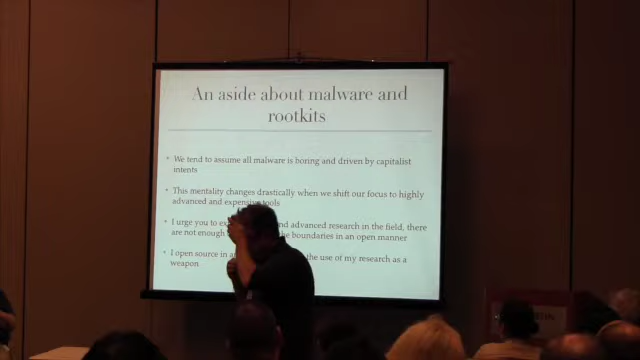 An aside about malware and
rootkits
We tend to assume all malware is boring and driven by capitalist
intents
This mentality changes drastically when we shift our focus to highly
advanced and expensive tools
I urge you to and advanced research in the field, there
are not enough the boundaries in an open manner
I open source in the use of my research as a
weapon